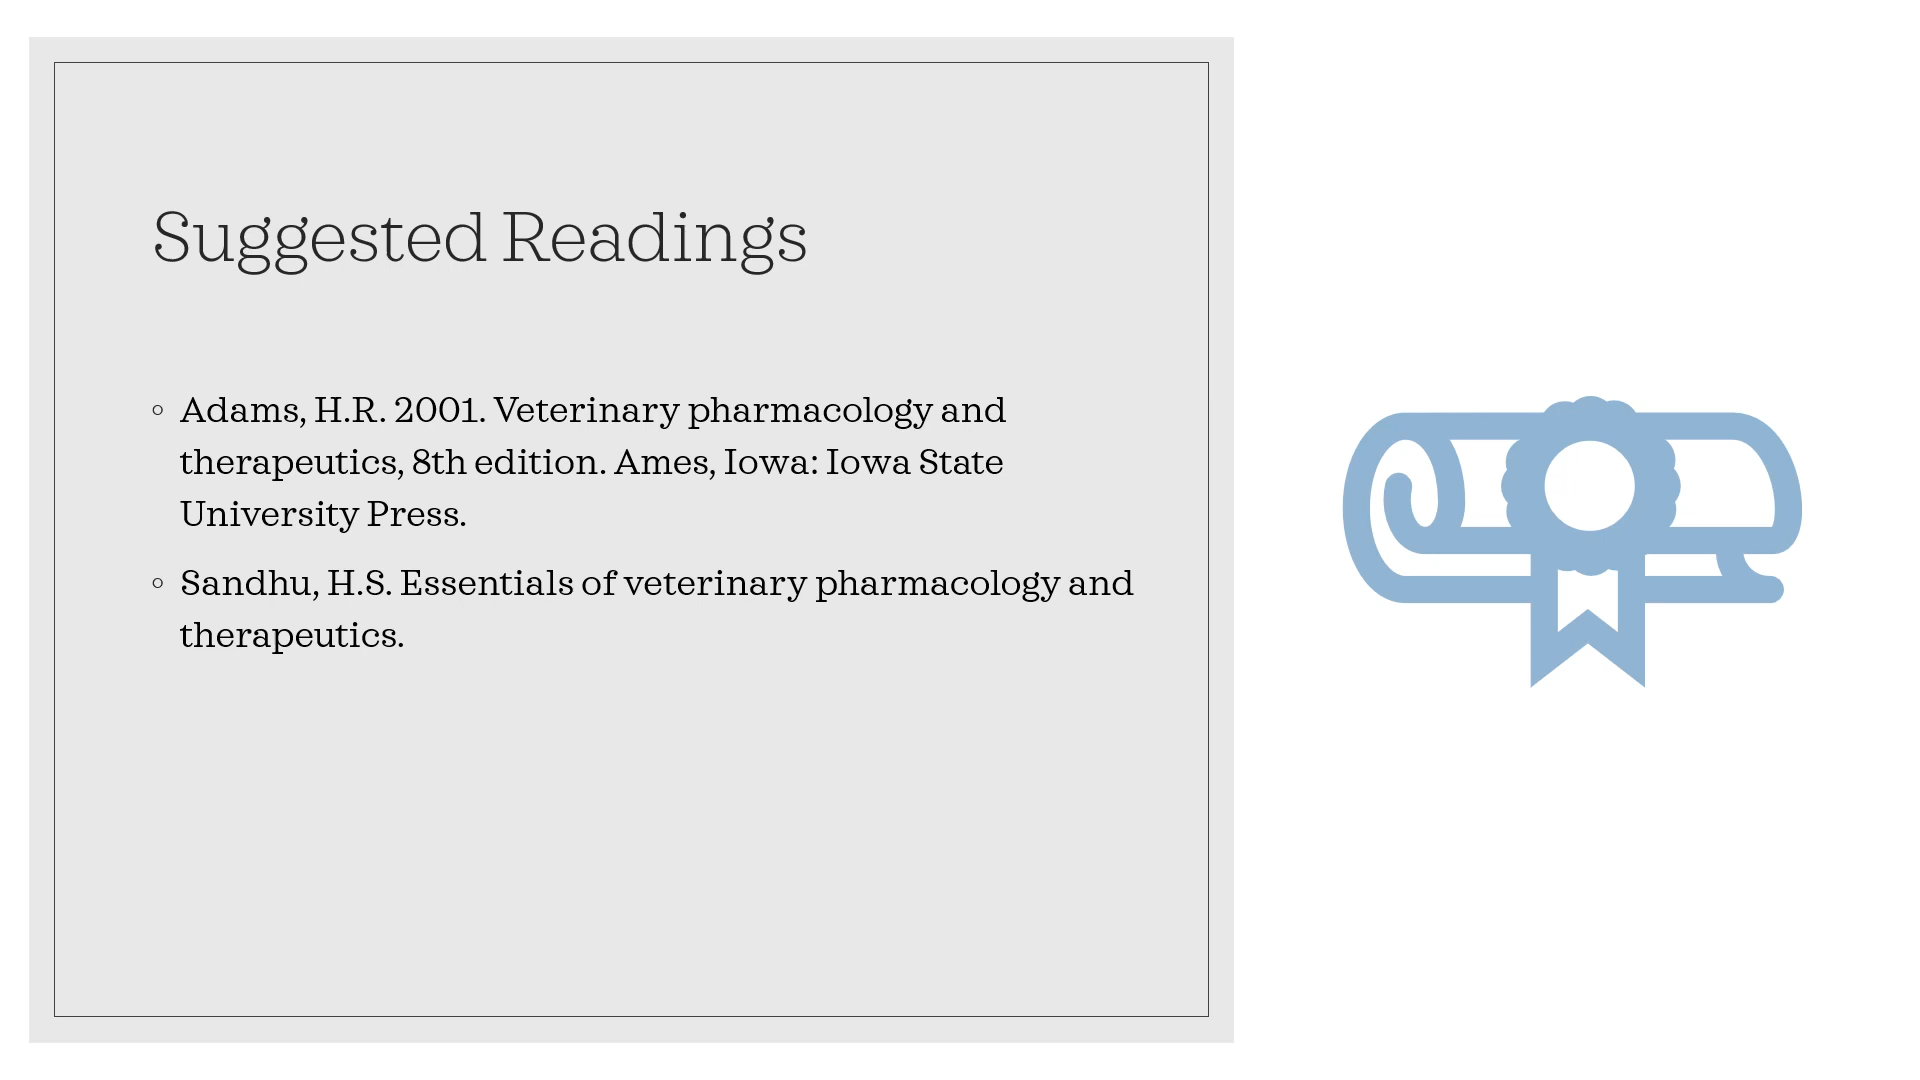 Suggested Readings
◦ Adams, H.R. 2001. Veterinary pharmacology and
therapeutics, 8th edition. Ames, Iowa: Iowa State
University Press.
◦ Sandhu, H.S. Essentials of veterinary pharmacology and
therapeutics.